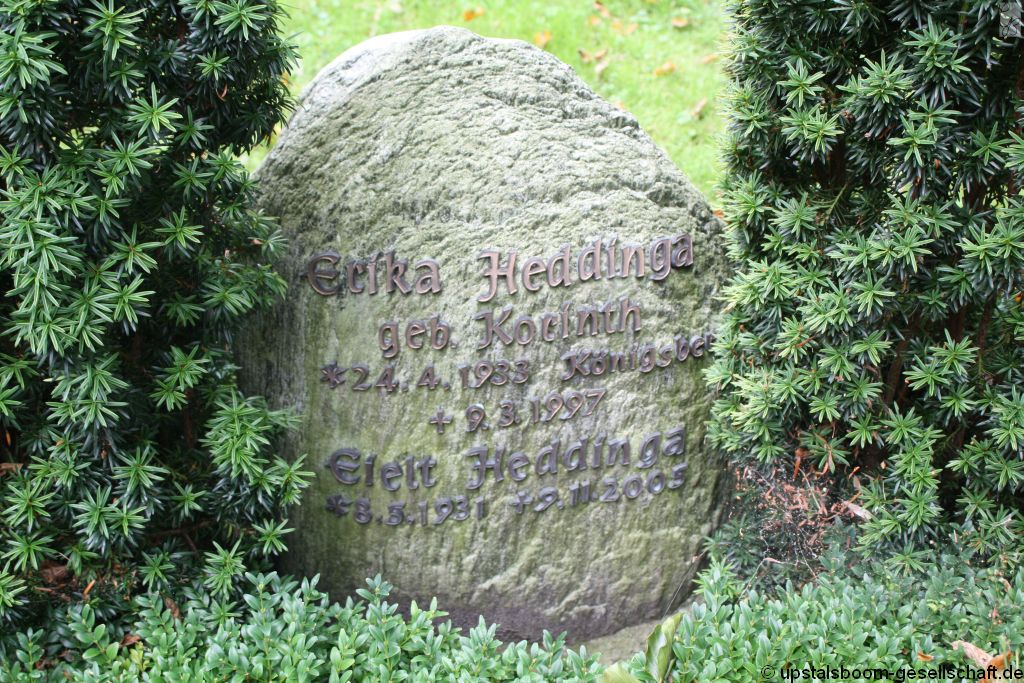 Erika Heddinga
geb. Korinth
*24. 4. 1933 Königsber
+ 9. 3. 1997
Eielt Heddinga
*8.5.1931 +9.11.2005
© upstalsboom-gesellschaft.de